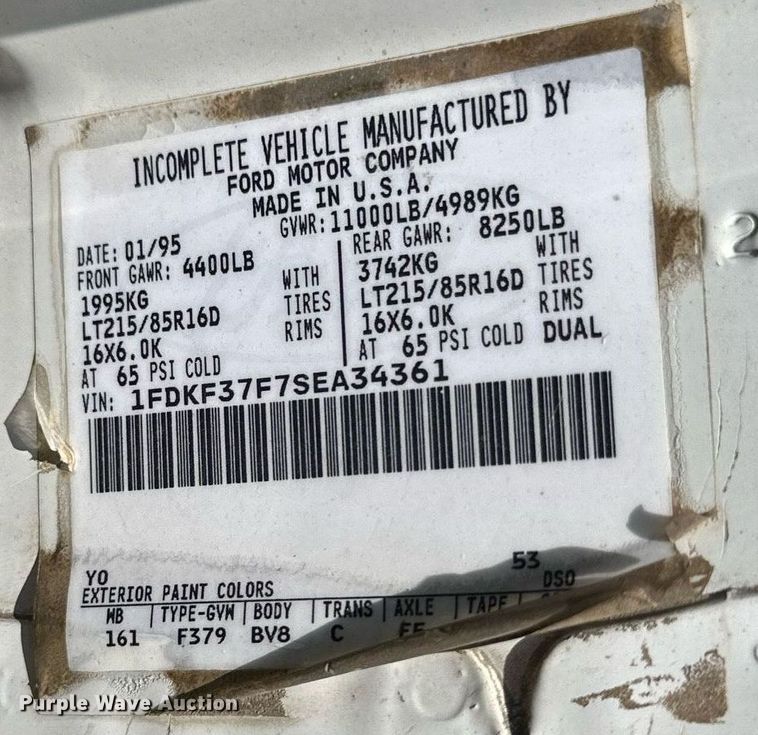 INCOMPLETE VEHICLE MANUFACTURED BY
FORD MOTOR COMPANY
MADE IN U.S.A.
DATE: 01/95 GVWR: 11000LB/4989KG
FRONT GAWR: 4400LB REAR GAWR: 8250LB
1995KG WITH 3742KG WITH
LT215/85R16D TIRES LT215/85R16D TIRES
16X6.0K RIMS 16X6.0K RIMS
AT 65 PSI COLD AT 65 PSI COLD DUAL
VIN: 1FDKF37F7SEA34361
YO 53
EXTERIOR PAINT COLORS DSO
WB TYPE-GVW BODY TRANS AXLE TAPE
161 F379 BV8 C
2
Purple Wave Auction